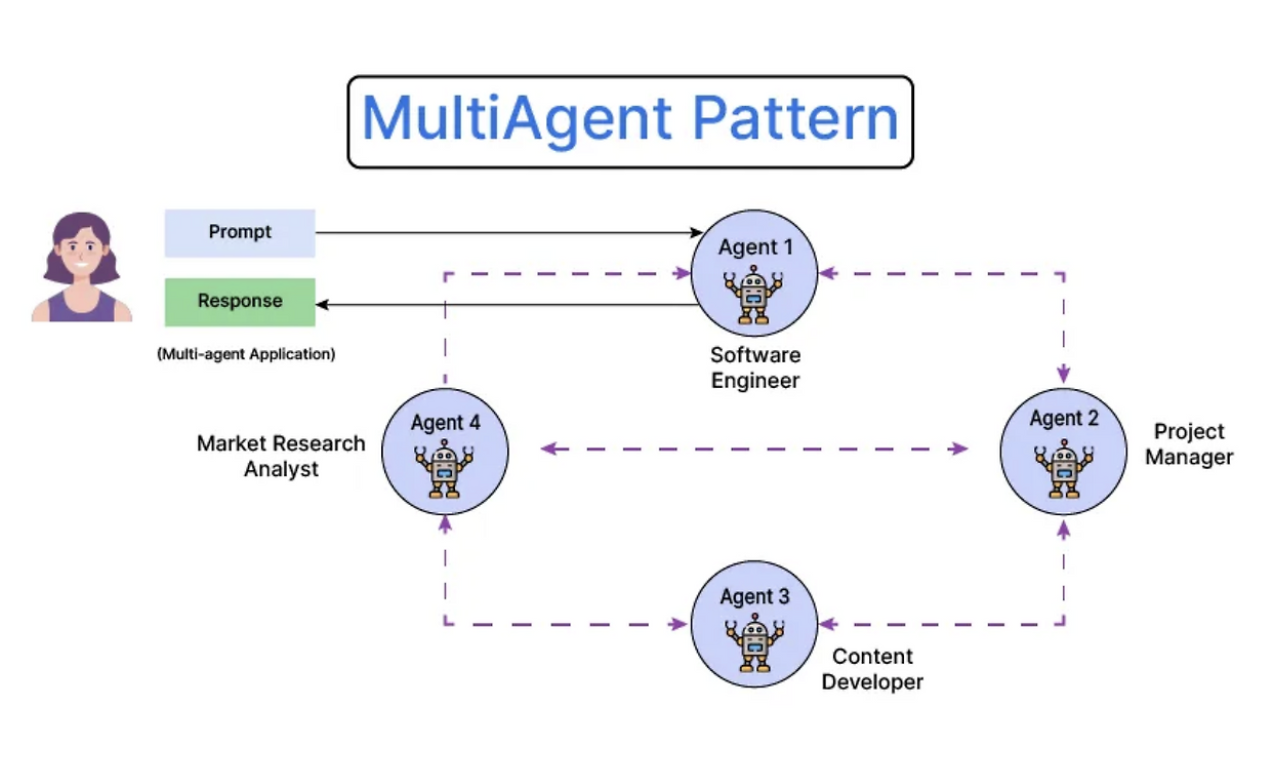 MultiAgent Pattern
Prompt
Response
(Multi-agent Application)
Agent 1
Software
Engineer
Agent 4
Market Research
Analyst
Agent 2
Project
Manager
Agent 3
Content
Developer